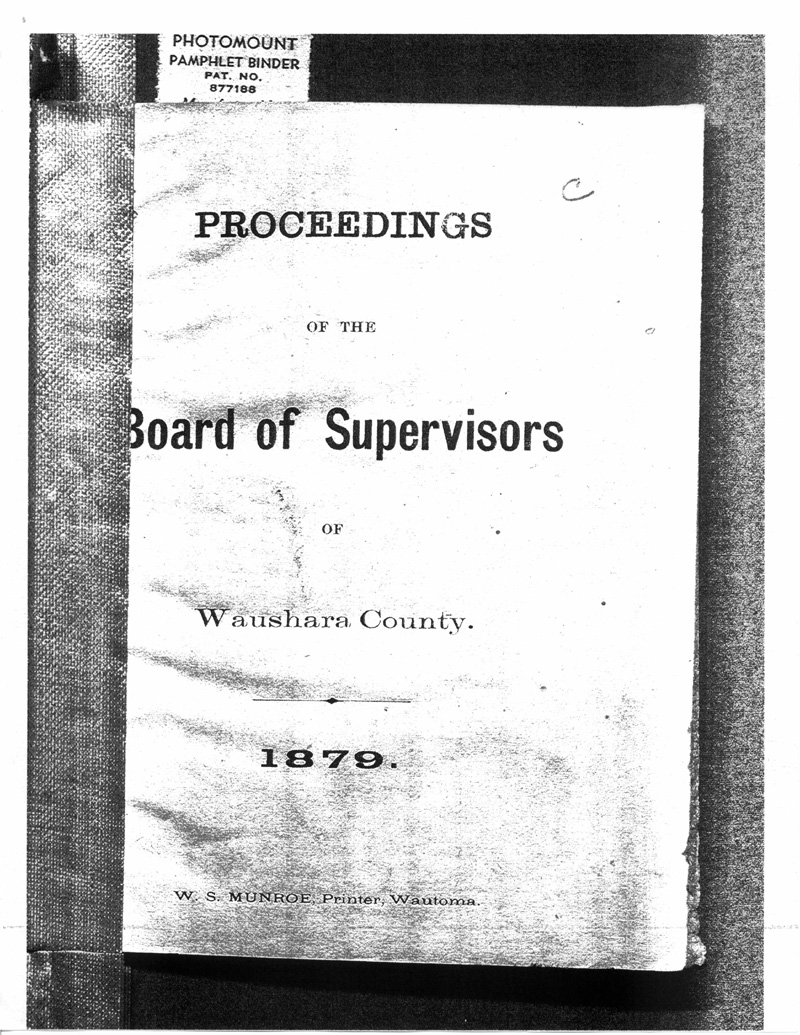 PHOTOMOUNT
PAMPHLET BINDER
PAT. NO.
877188
C
PROCEEDINGS
OF THE
Board of Supervisors
OF
Waushara County.
1879.
W. S. MUNROE, Printer, Wautoma.